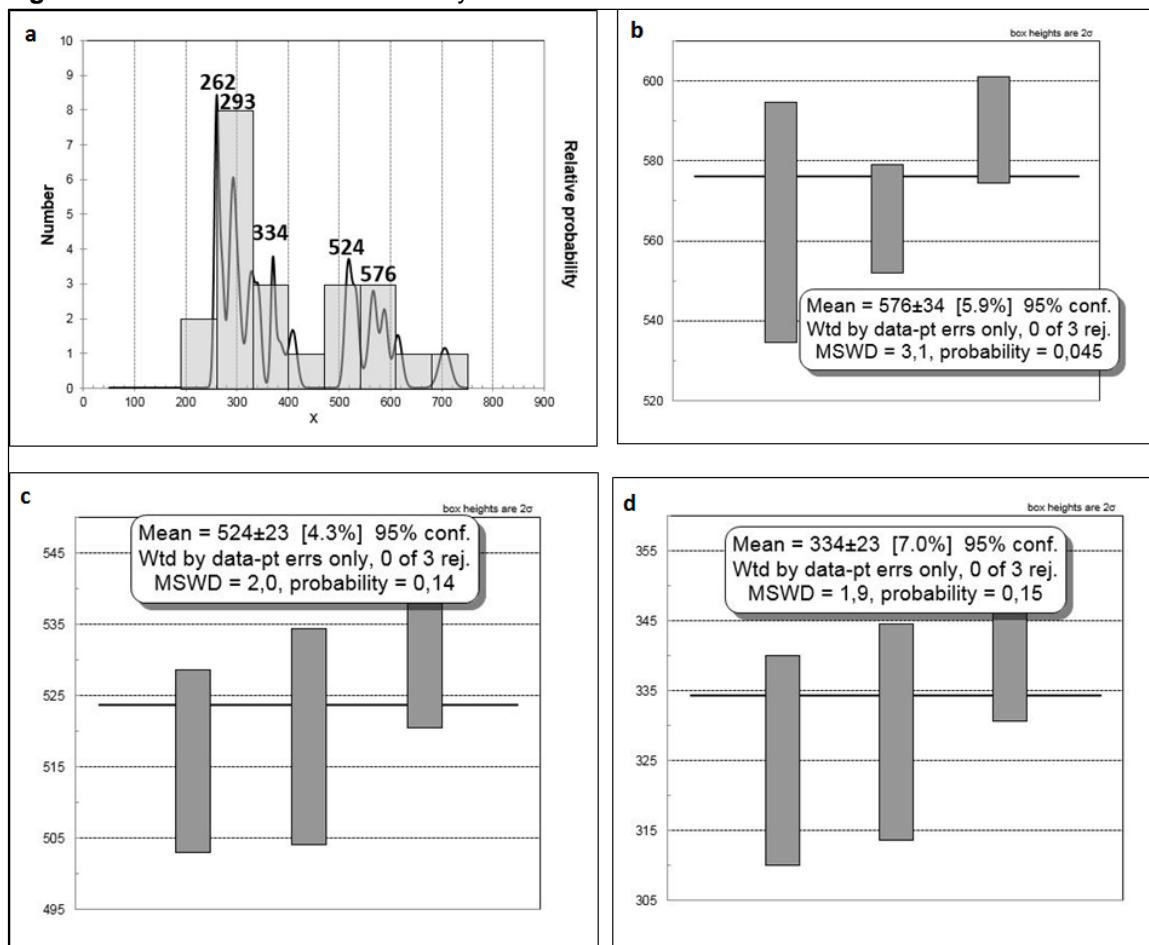 a
10
9
8
7
6
5
4
3
2
1
0
Number
262
293
334
524
576
Relative probability
0 100 200 300 400 500 600 700 800 900
X
b
box heights are 2σ
600
580
560
540
520
Mean = 576±34 [5.9%] 95% conf.
Wtd by data-pt errs only, 0 of 3 rej.
MSWD = 3,1, probability = 0,045
c
box heights are 2σ
545
535
525
515
505
495
Mean = 524±23 [4.3%] 95% conf.
Wtd by data-pt errs only, 0 of 3 rej.
MSWD = 2,0, probability = 0,14
d
box heights are 2σ
355
345
335
325
315
305
Mean = 334±23 [7.0%] 95% conf.
Wtd by data-pt errs only, 0 of 3 rej.
MSWD = 1,9, probability = 0,15